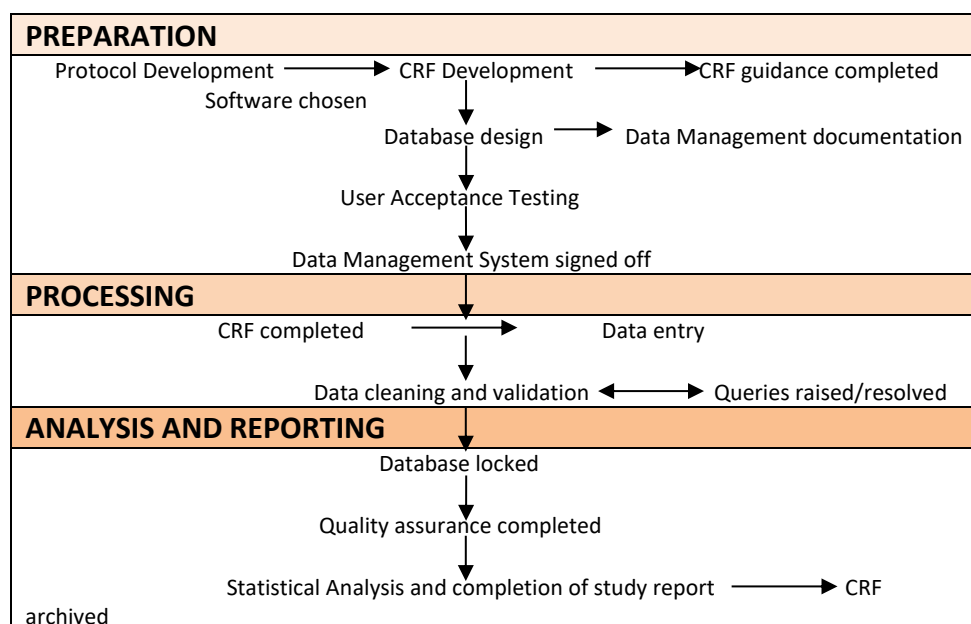 PREPARATION
Protocol Development CRF Development CRF guidance completed
Software chosen
Database design Data Management documentation
User Acceptance Testing
Data Management System signed off
PROCESSING
CRF completed Data entry
Data cleaning and validation Queries raised/resolved
ANALYSIS AND REPORTING
Database locked
Quality assurance completed
Statistical Analysis and completion of study report CRF
archived